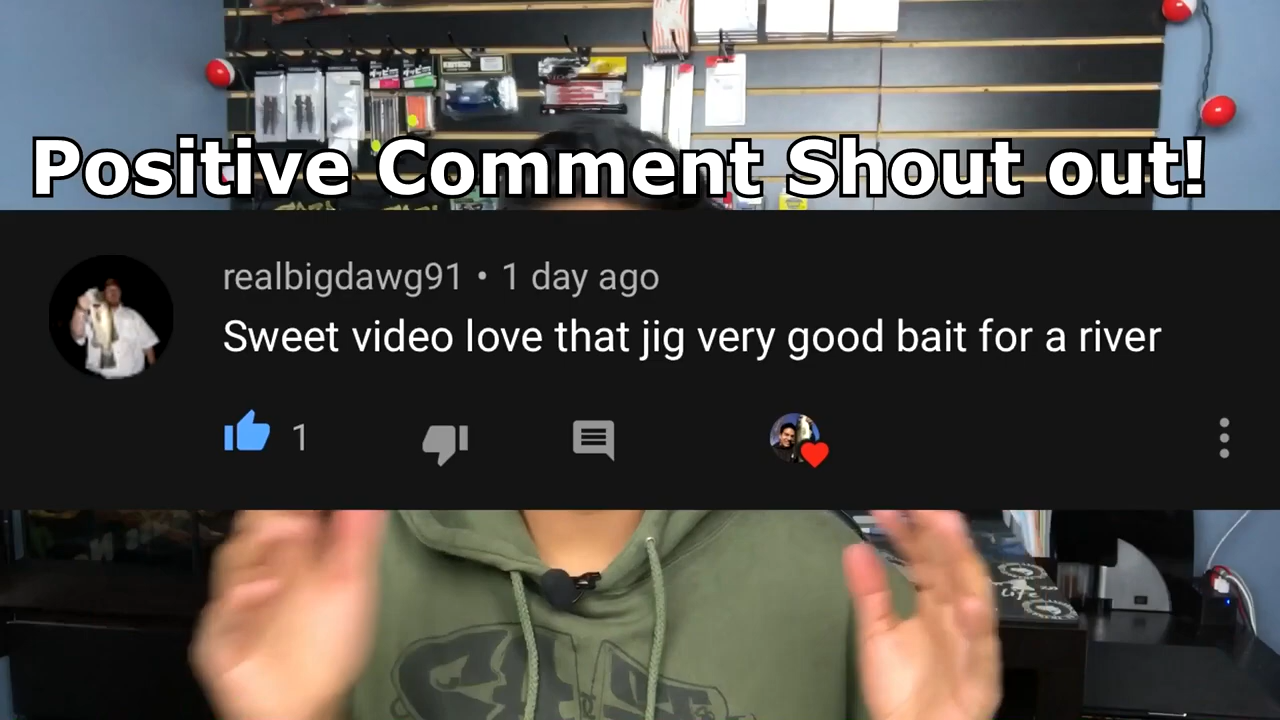 Positive Comment Shout out!
realbigdawg91 • 1 day ago
Sweet video love that jig very good bait for a river
1